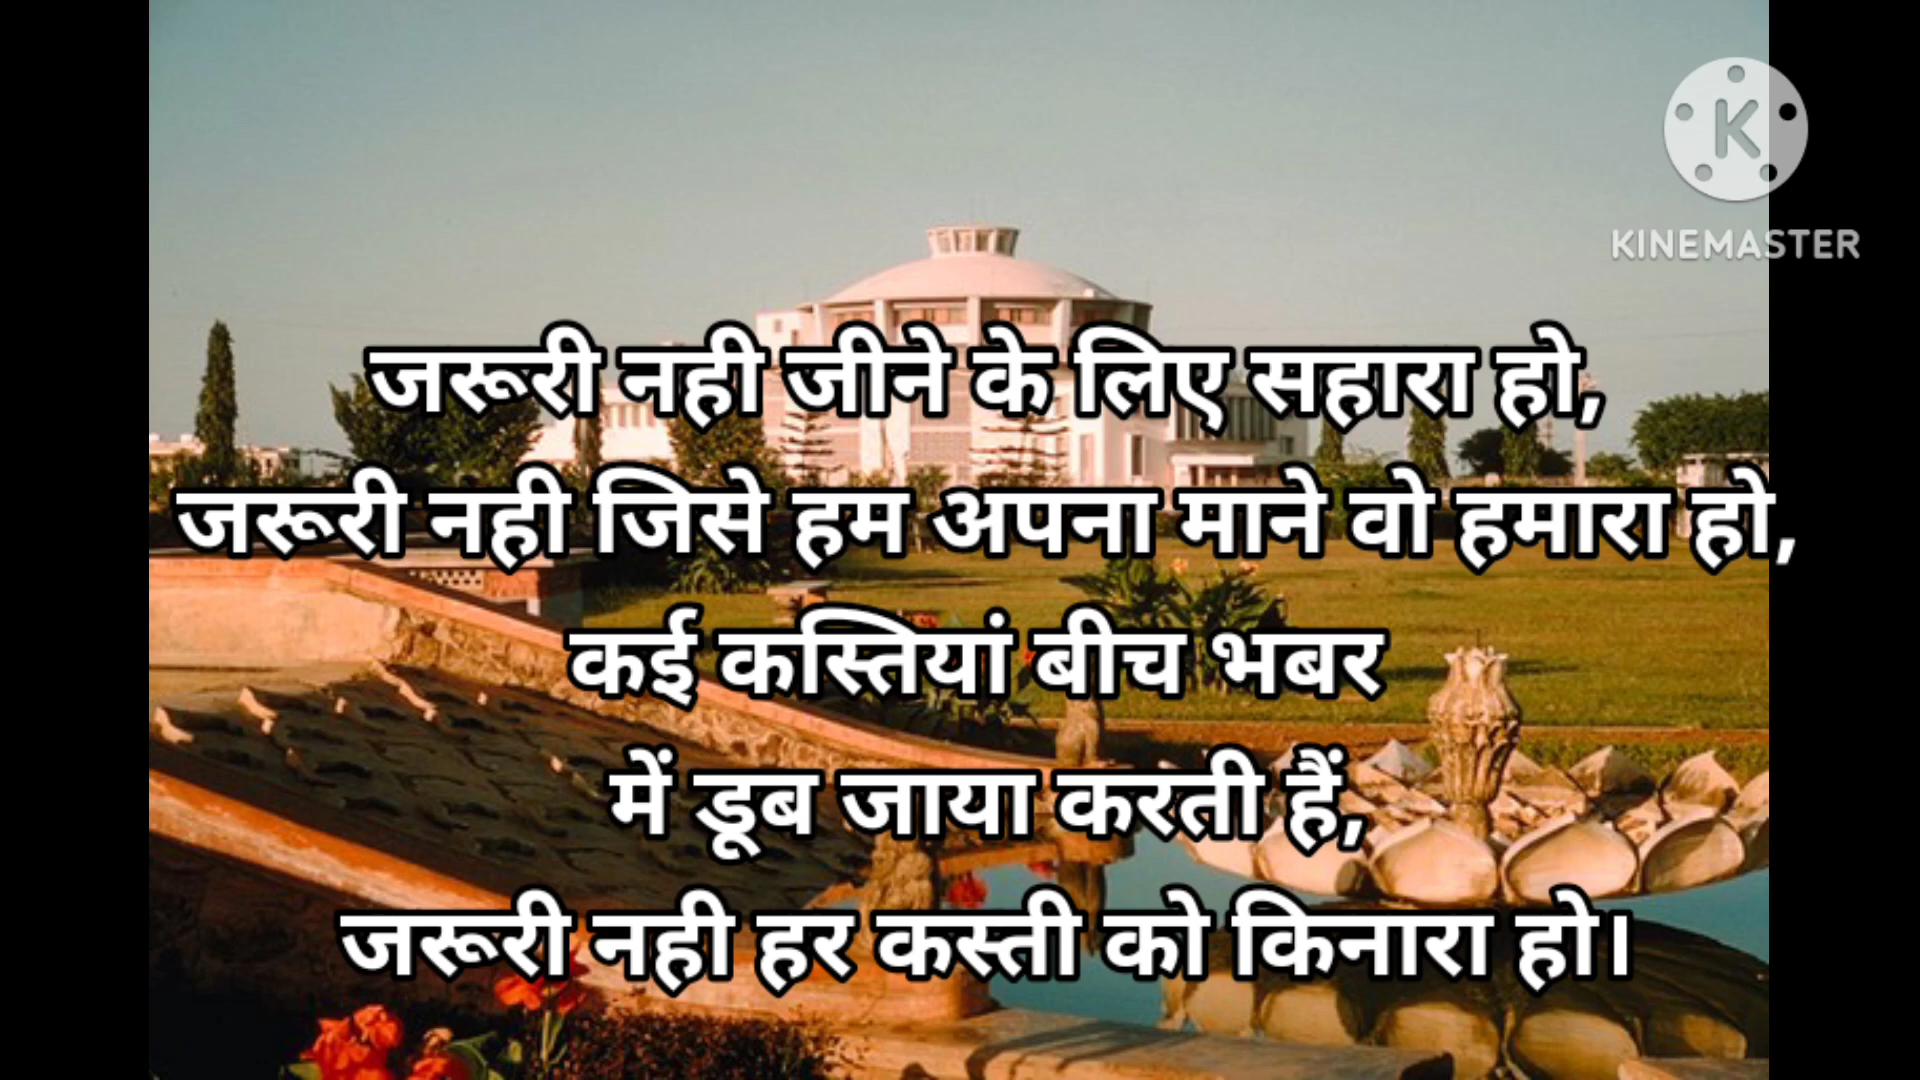 K
KINEMASTER
जरूरी नही जीने के लिए सहारा हो,
जरूरी नही जिसे हम अपना माने वो हमारा हो,
कई कस्तियां बीच भबर
में डूब जाया करती हैं,
जरूरी नही हर कस्ती को किनारा हो।